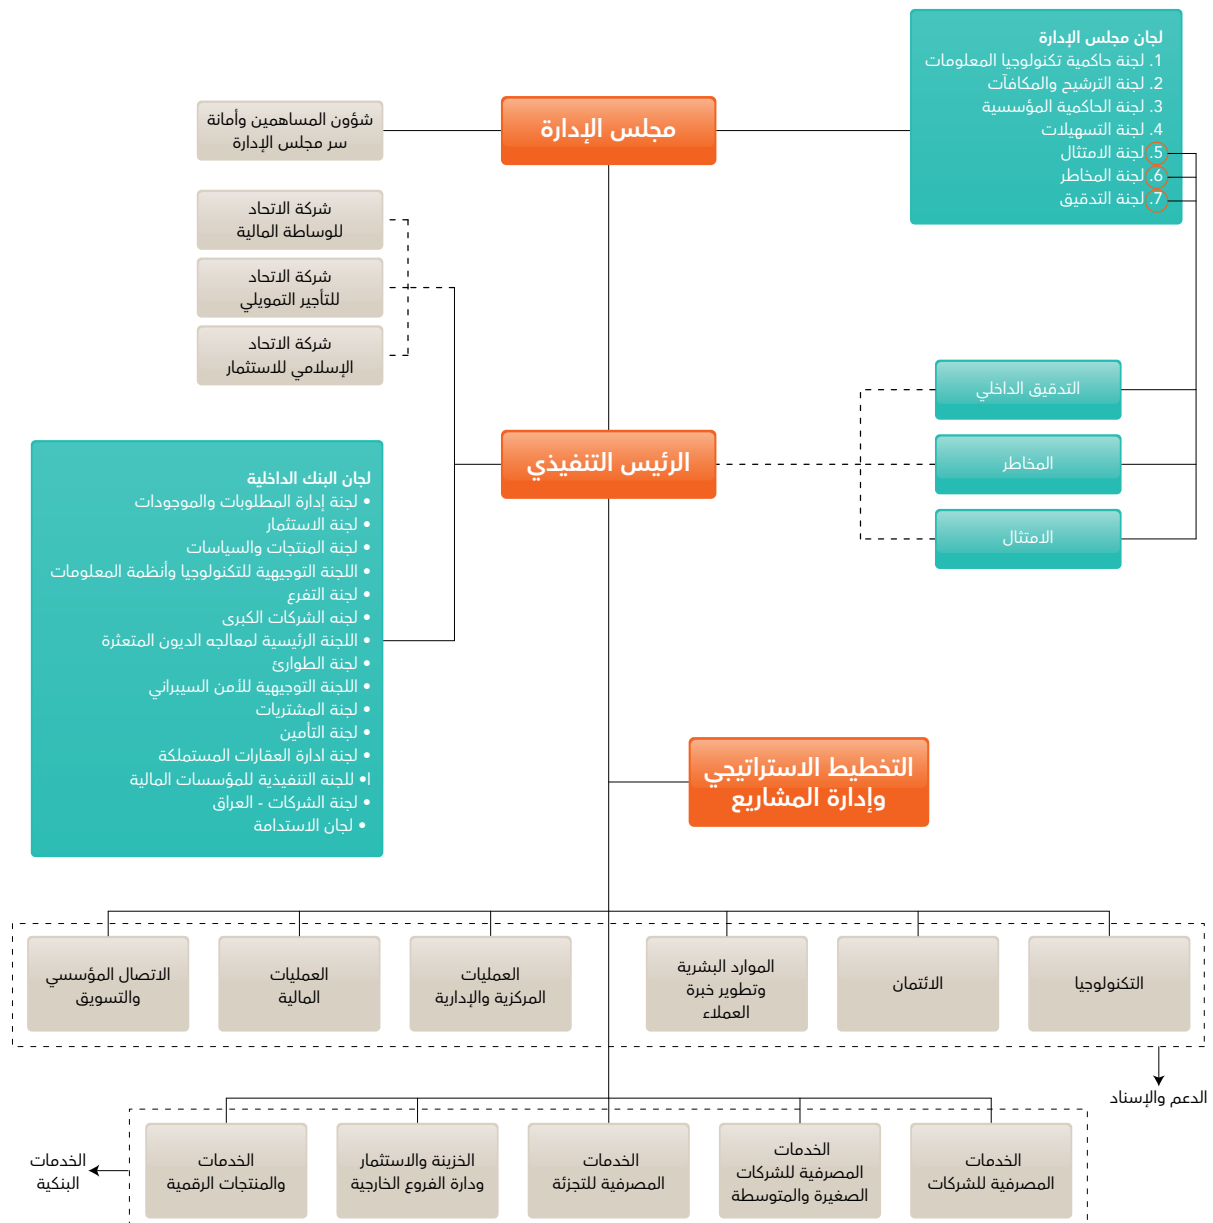 لجان مجلس الإدارة
1. لجنة حاكمية تكنولوجيا المعلومات
2. لجنة الترشيح والمكافآت
3. لجنة الحاكمية المؤسسية
4. لجنة التسهيلات
5. لجنة الامتثال
6. لجنة المخاطر
7. لجنة التدقيق
مجلس الإدارة
شؤون المساهمين وأمانة
سر مجلس الإدارة
شركة الاتحاد
للوساطة المالية
شركة الاتحاد
للتأجير التمويلي
شركة الاتحاد
الإسلامي للاستثمار
التدقيق الداخلي
المخاطر
الامتثال
الرئيس التنفيذي
لجان البنك الداخلية
• لجنة إدارة المطلوبات والموجودات
• لجنة الاستثمار
• لجنة المنتجات والسياسات
• اللجنة التوجيهية للتكنولوجيا وأنظمة المعلومات
• لجنة التفرع
• لجنه الشركات الكبرى
• اللجنة الرئيسية لمعالجه الديون المتعثرة
• لجنة الطوارئ
• اللجنة التوجيهية للأمن السيبراني
• لجنة المشتريات
• لجنة التأمين
• لجنة ادارة العقارات المستملكة
ا• للجنة التنفيذية للمؤسسات المالية
• لجنة الشركات - العراق
• لجان الاستدامة
التخطيط الاستراتيجي
وإدارة المشاريع
التكنولوجيا
الائتمان
الموارد البشرية
وتطوير خبرة
العملاء
العمليات
المركزية والإدارية
العمليات
المالية
الاتصال المؤسسي
والتسويق
الدعم والإسناد
الخدمات
المصرفية للشركات
الخدمات
المصرفية للشركات
الصغيرة والمتوسطة
الخدمات
المصرفية للتجزئة
الخزينة والاستثمار
ودارة الفروع الخارجية
الخدمات
والمنتجات الرقمية
الخدمات
البنكية